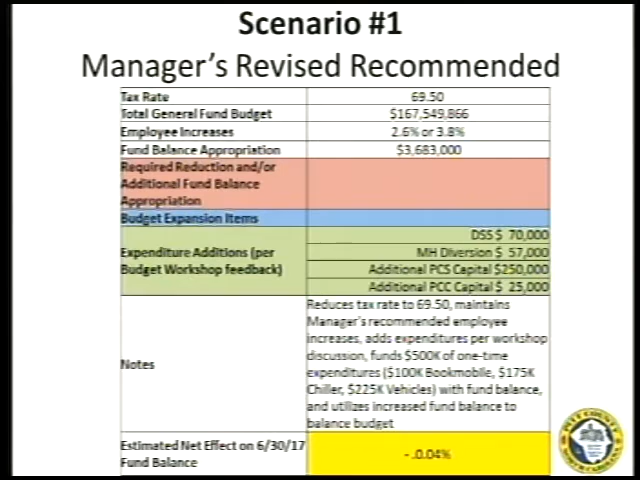 Scenario #1
Manager's Revised Recommended
Tax Rate 69.50
Total General Fund Budget $167,549,866
Employee Increases 2.6% or 3.8%
Fund Balance Appropriation $3,683,000
Required Reduction and/or
Additional Fund Balance
Appropriation
Budget Expansion Items
Expenditure Additions (per
Budget Workshop feedback)
DSS $ 70,000
MH Diversion $ 57,000
Additional PCS Capital $250,000
Additional PCC Capital $ 25,000
Notes
Reduces tax rate to 69.50, maintains
Manager's recommended employee
increases, adds expenditures per workshop
discussion, funds $500K of one-time
expenditures ($100K Bookmobile, $175K
Chiller, $225K Vehicles) with fund balance,
and utilizes increased fund balance to
balance budget
Estimated Net Effect on 6/30/17
Fund Balance
- .0.04%
PITT COUNTY
NORTH CAROLINA